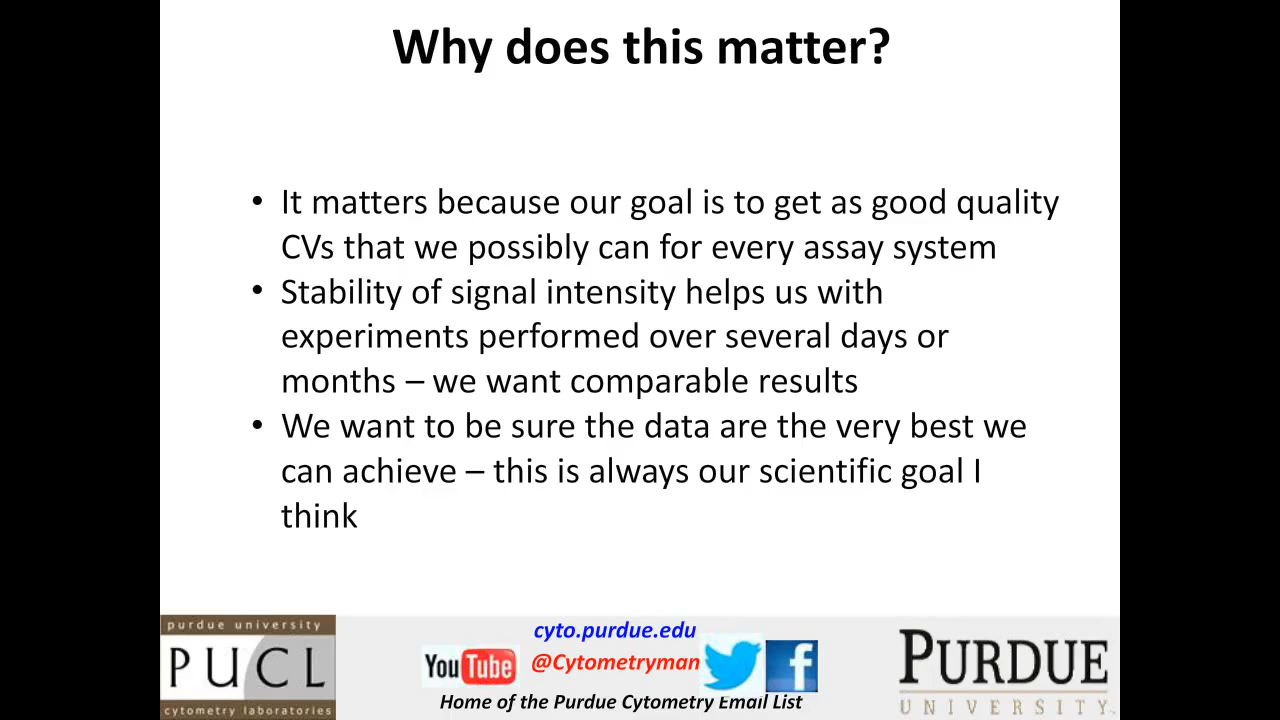 Why does this matter?
• It matters because our goal is to get as good quality
CVs that we possibly can for every assay system
• Stability of signal intensity helps us with
experiments performed over several days or
months – we want comparable results
• We want to be sure the data are the very best we
can achieve – this is always our scientific goal I
think
purdue university
PUCL
cytometry laboratories
cyto.purdue.edu
YouTube
@Cytometryman
f
Home of the Purdue Cytometry Email List
PURDUE
UNIVERSITY